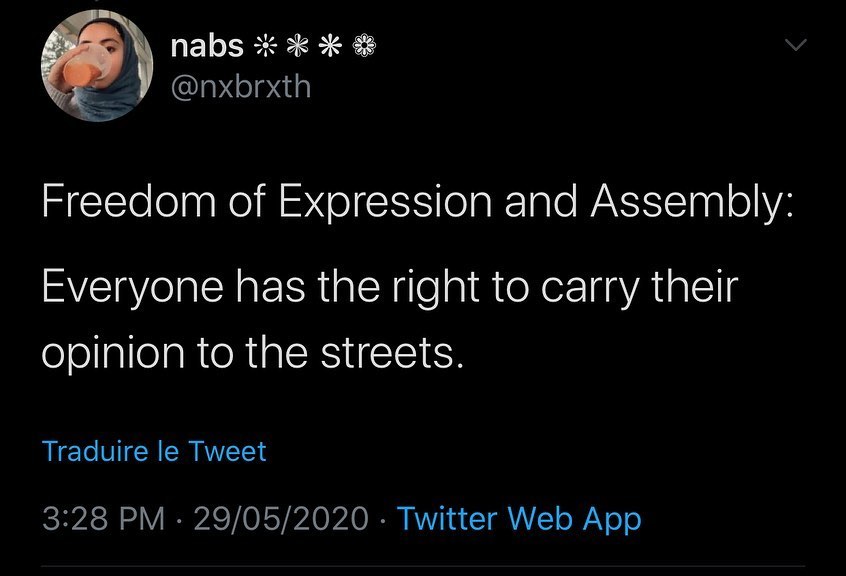 nabs ☼ ❃ ❋ ❁
@nxbrxth
Freedom of Expression and Assembly:
Everyone has the right to carry their
opinion to the streets.
Traduire le Tweet
3:28 PM · 29/05/2020 · Twitter Web App